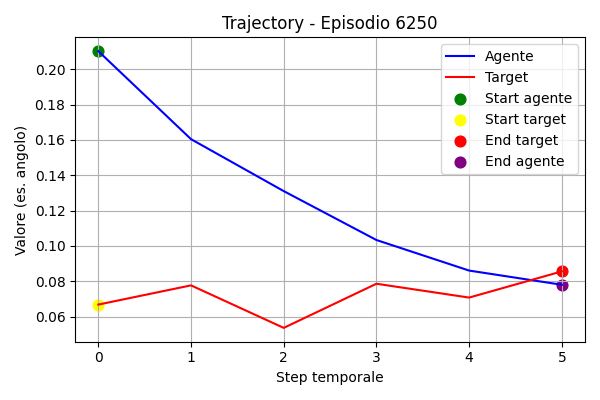 Trajectory - Episodio 6250
Valore (es. angolo)
0.20
0.18
0.16
0.14
0.12
0.10
0.08
0.06
Agente
Target
Start agente
Start target
End target
End agente
0 1 2 3 4 5
Step temporale